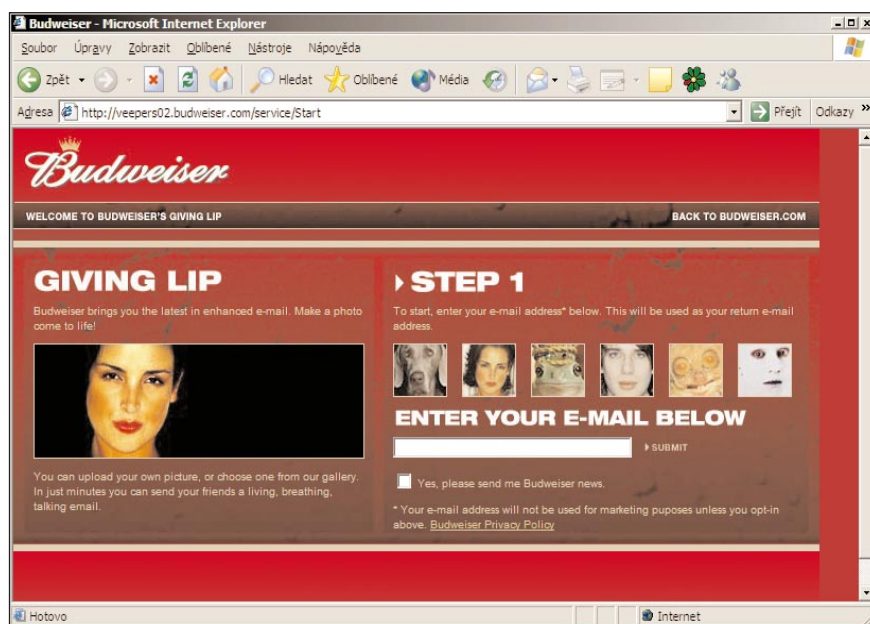 Budweiser - Microsoft Internet Explorer
Soubor Úpravy Zobrazit Oblíbené Nástroje Nápověda
Zpět Hledat Oblíbené Média
Adresa http://veepers02.budweiser.com/service/Start Přejít Odkazy »
Budweiser
WELCOME TO BUDWEISER'S GIVING LIP BACK TO BUDWEISER.COM
GIVING LIP
Budweiser brings you the latest in enhanced e-mail. Make a photo
come to life!
You can upload your own picture, or choose one from our gallery.
In just minutes you can send your friends a living, breathing,
talking email.
STEP 1
To start, enter your e-mail address* below. This will be used as your return e-mail
address.
ENTER YOUR E-MAIL BELOW
SUBMIT
Yes, please send me Budweiser news.
* Your e-mail address will not be used for marketing puposes unless you opt-in
above. Budweiser Privacy Policy
Hotovo Internet